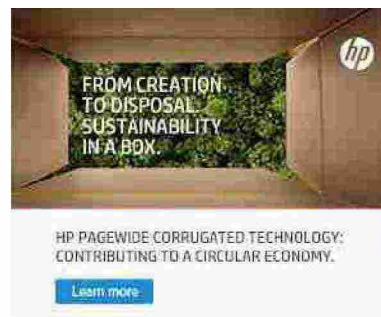 hp
FROM CREATION
TO DISPOSAL.
SUSTAINABILITY
IN A BOX.
HP PAGEWIDE CORRUGATED TECHNOLOGY:
CONTRIBUTING TO A CIRCULAR ECONOMY.
Learn more